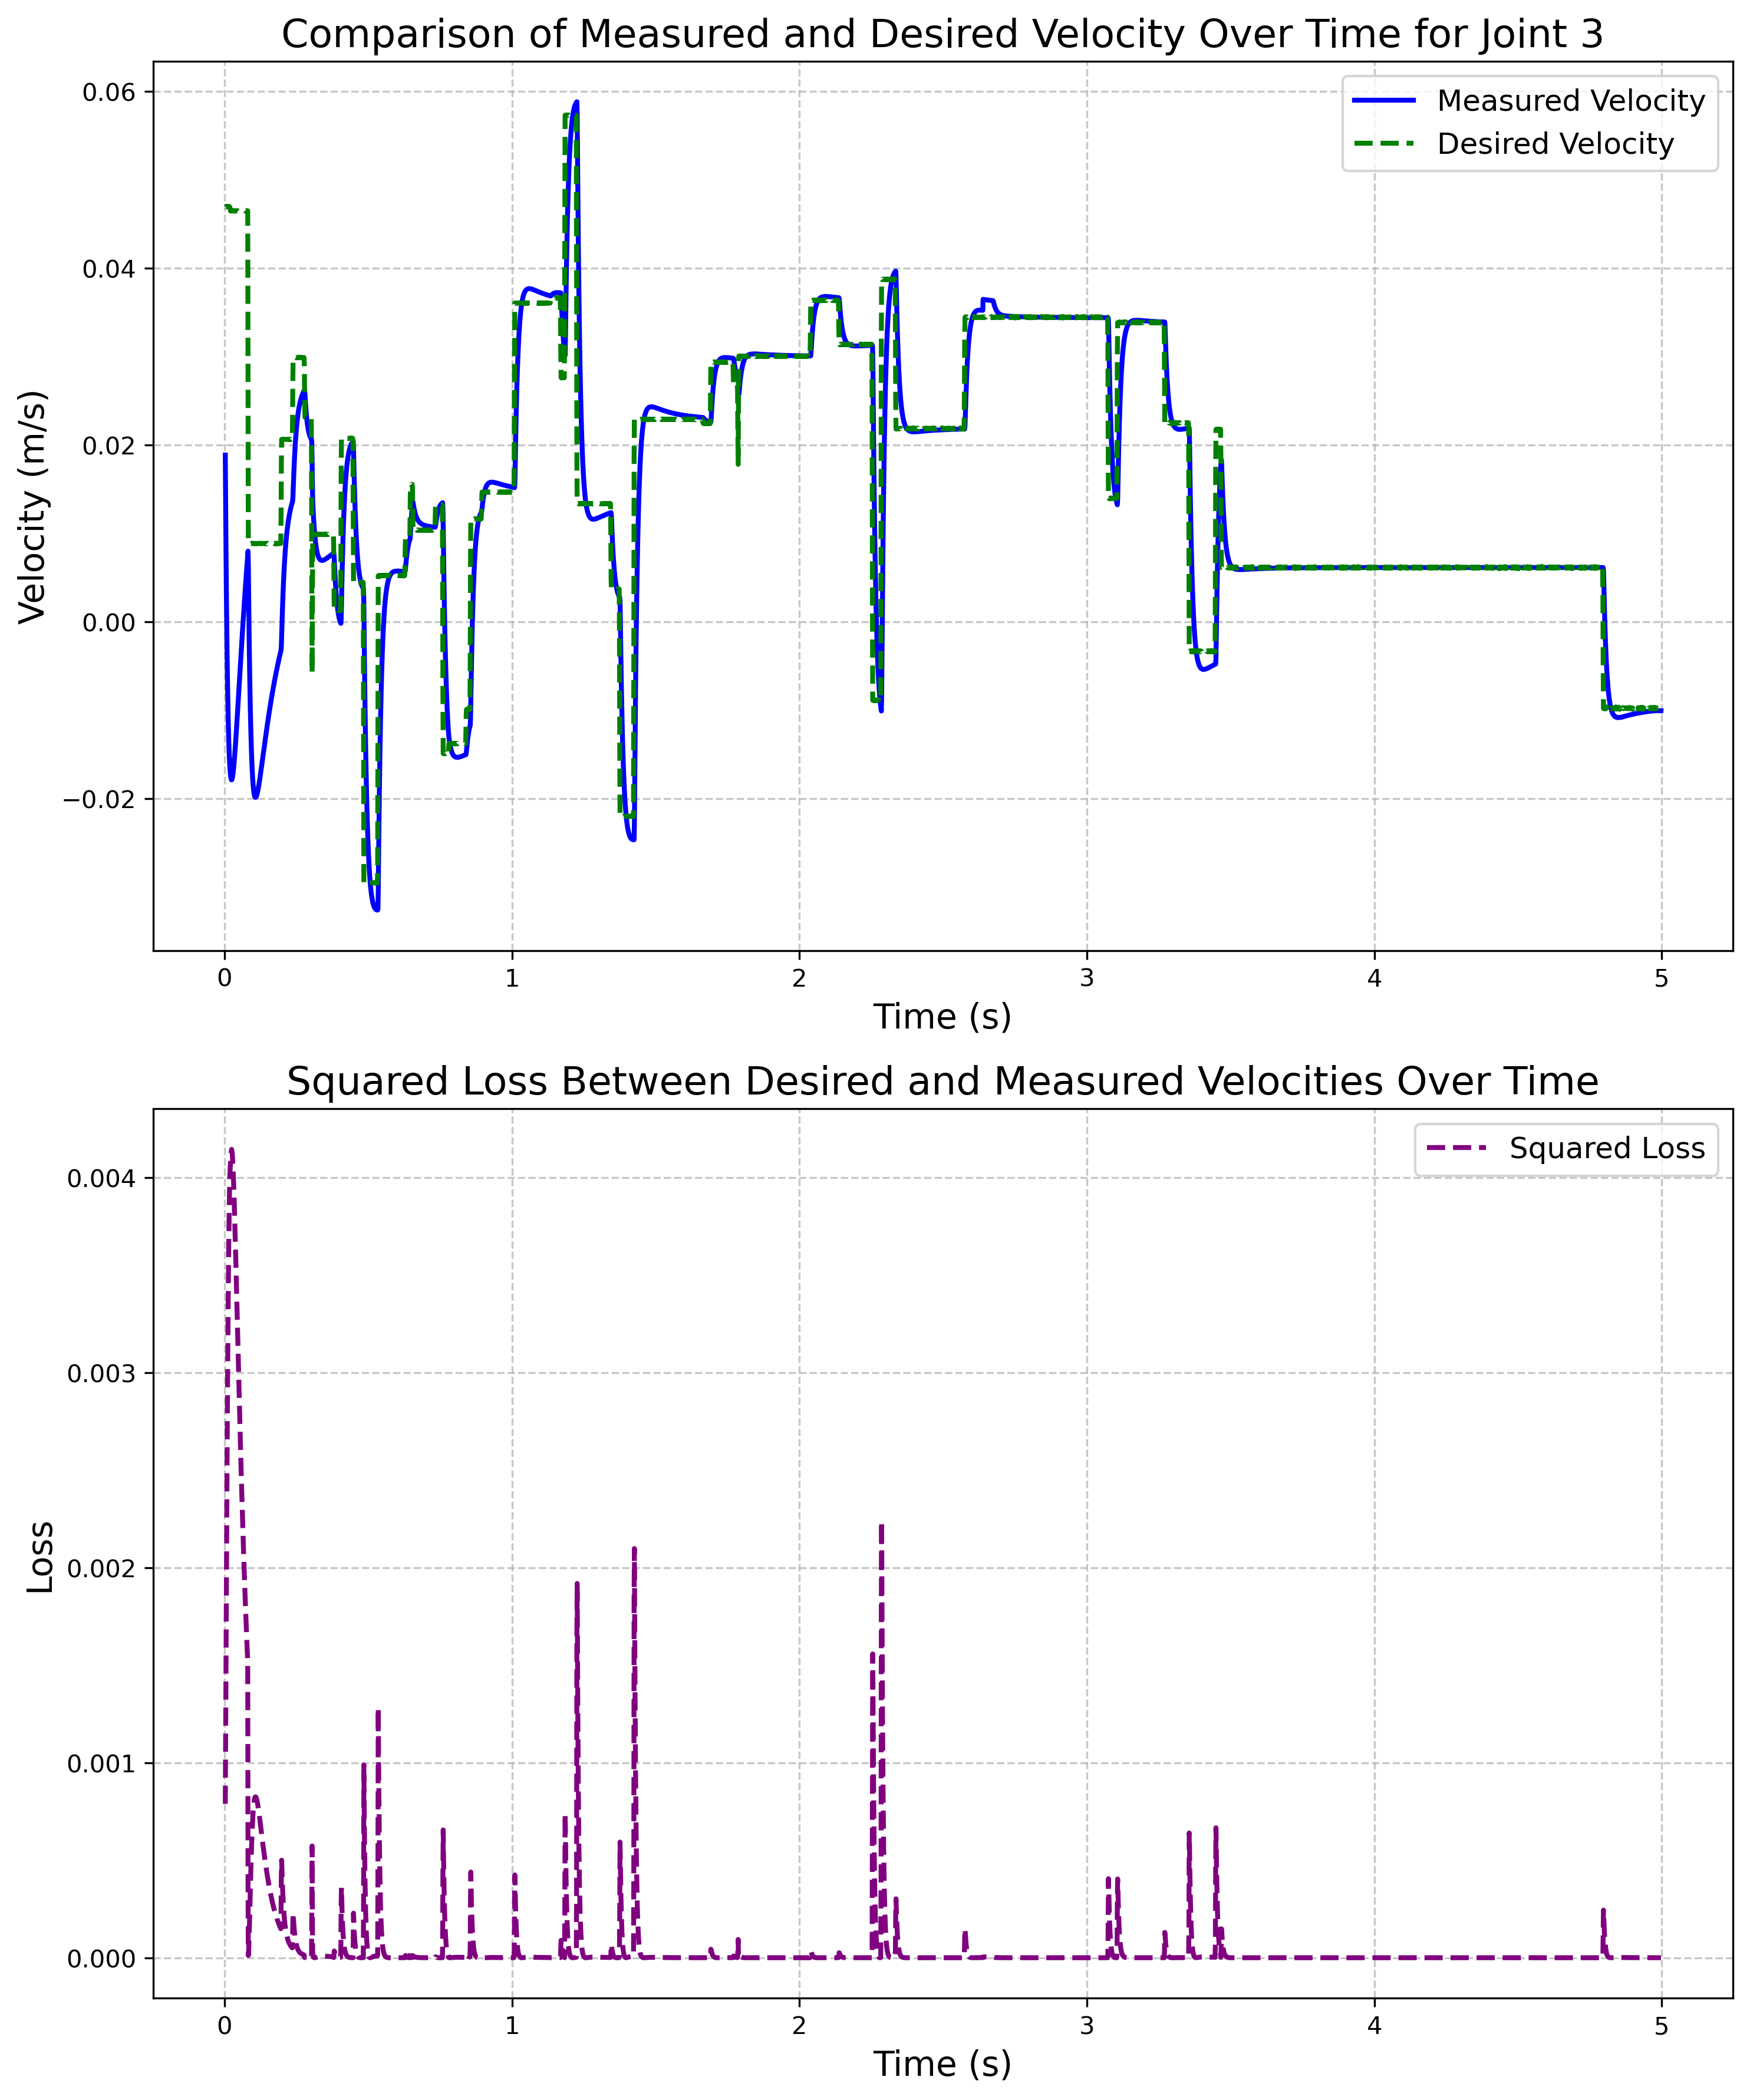 Comparison of Measured and Desired Velocity Over Time for Joint 3
Measured Velocity
Desired Velocity
0.06
0.04
0.02
0.00
−0.02
Velocity (m/s)
0 1 2 3 4 5
Time (s)
Squared Loss Between Desired and Measured Velocities Over Time
Squared Loss
0.004
0.003
0.002
0.001
0.000
Loss
0 1 2 3 4 5
Time (s)